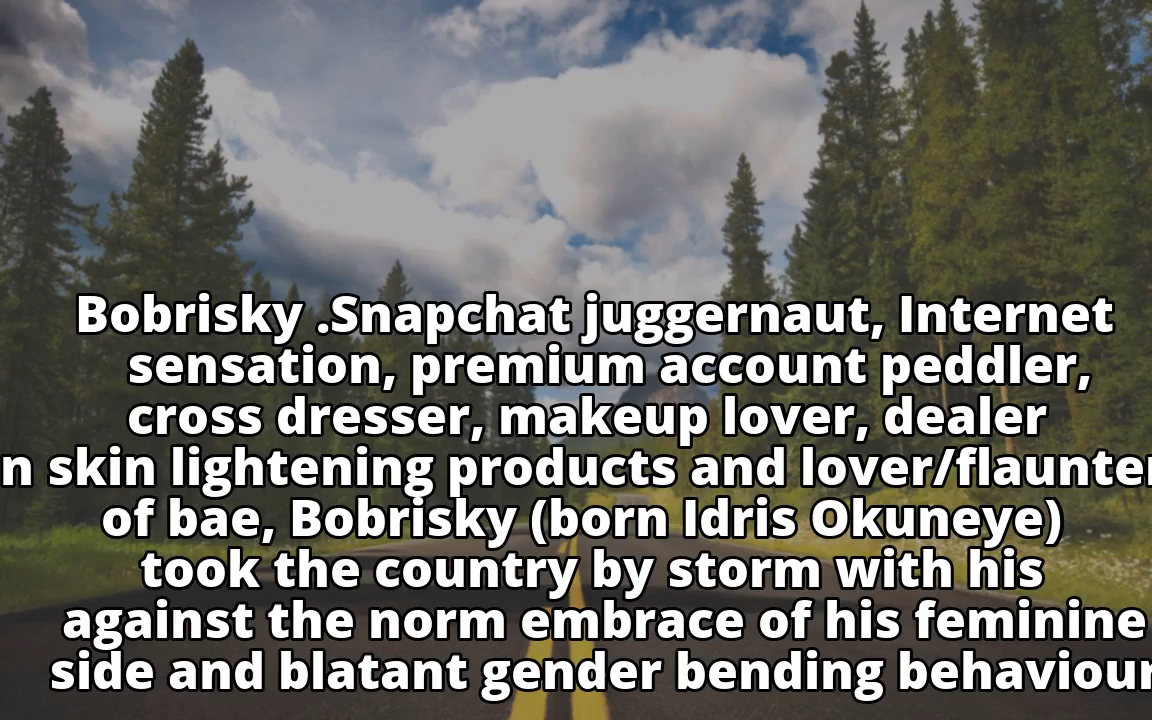 Bobrisky .Snapchat juggernaut, Internet
sensation, premium account peddler,
cross dresser, makeup lover, dealer
n skin lightening products and lover/flaunter
of bae, Bobrisky (born Idris Okuneye)
took the country by storm with his
against the norm embrace of his feminine
side and blatant gender bending behaviour